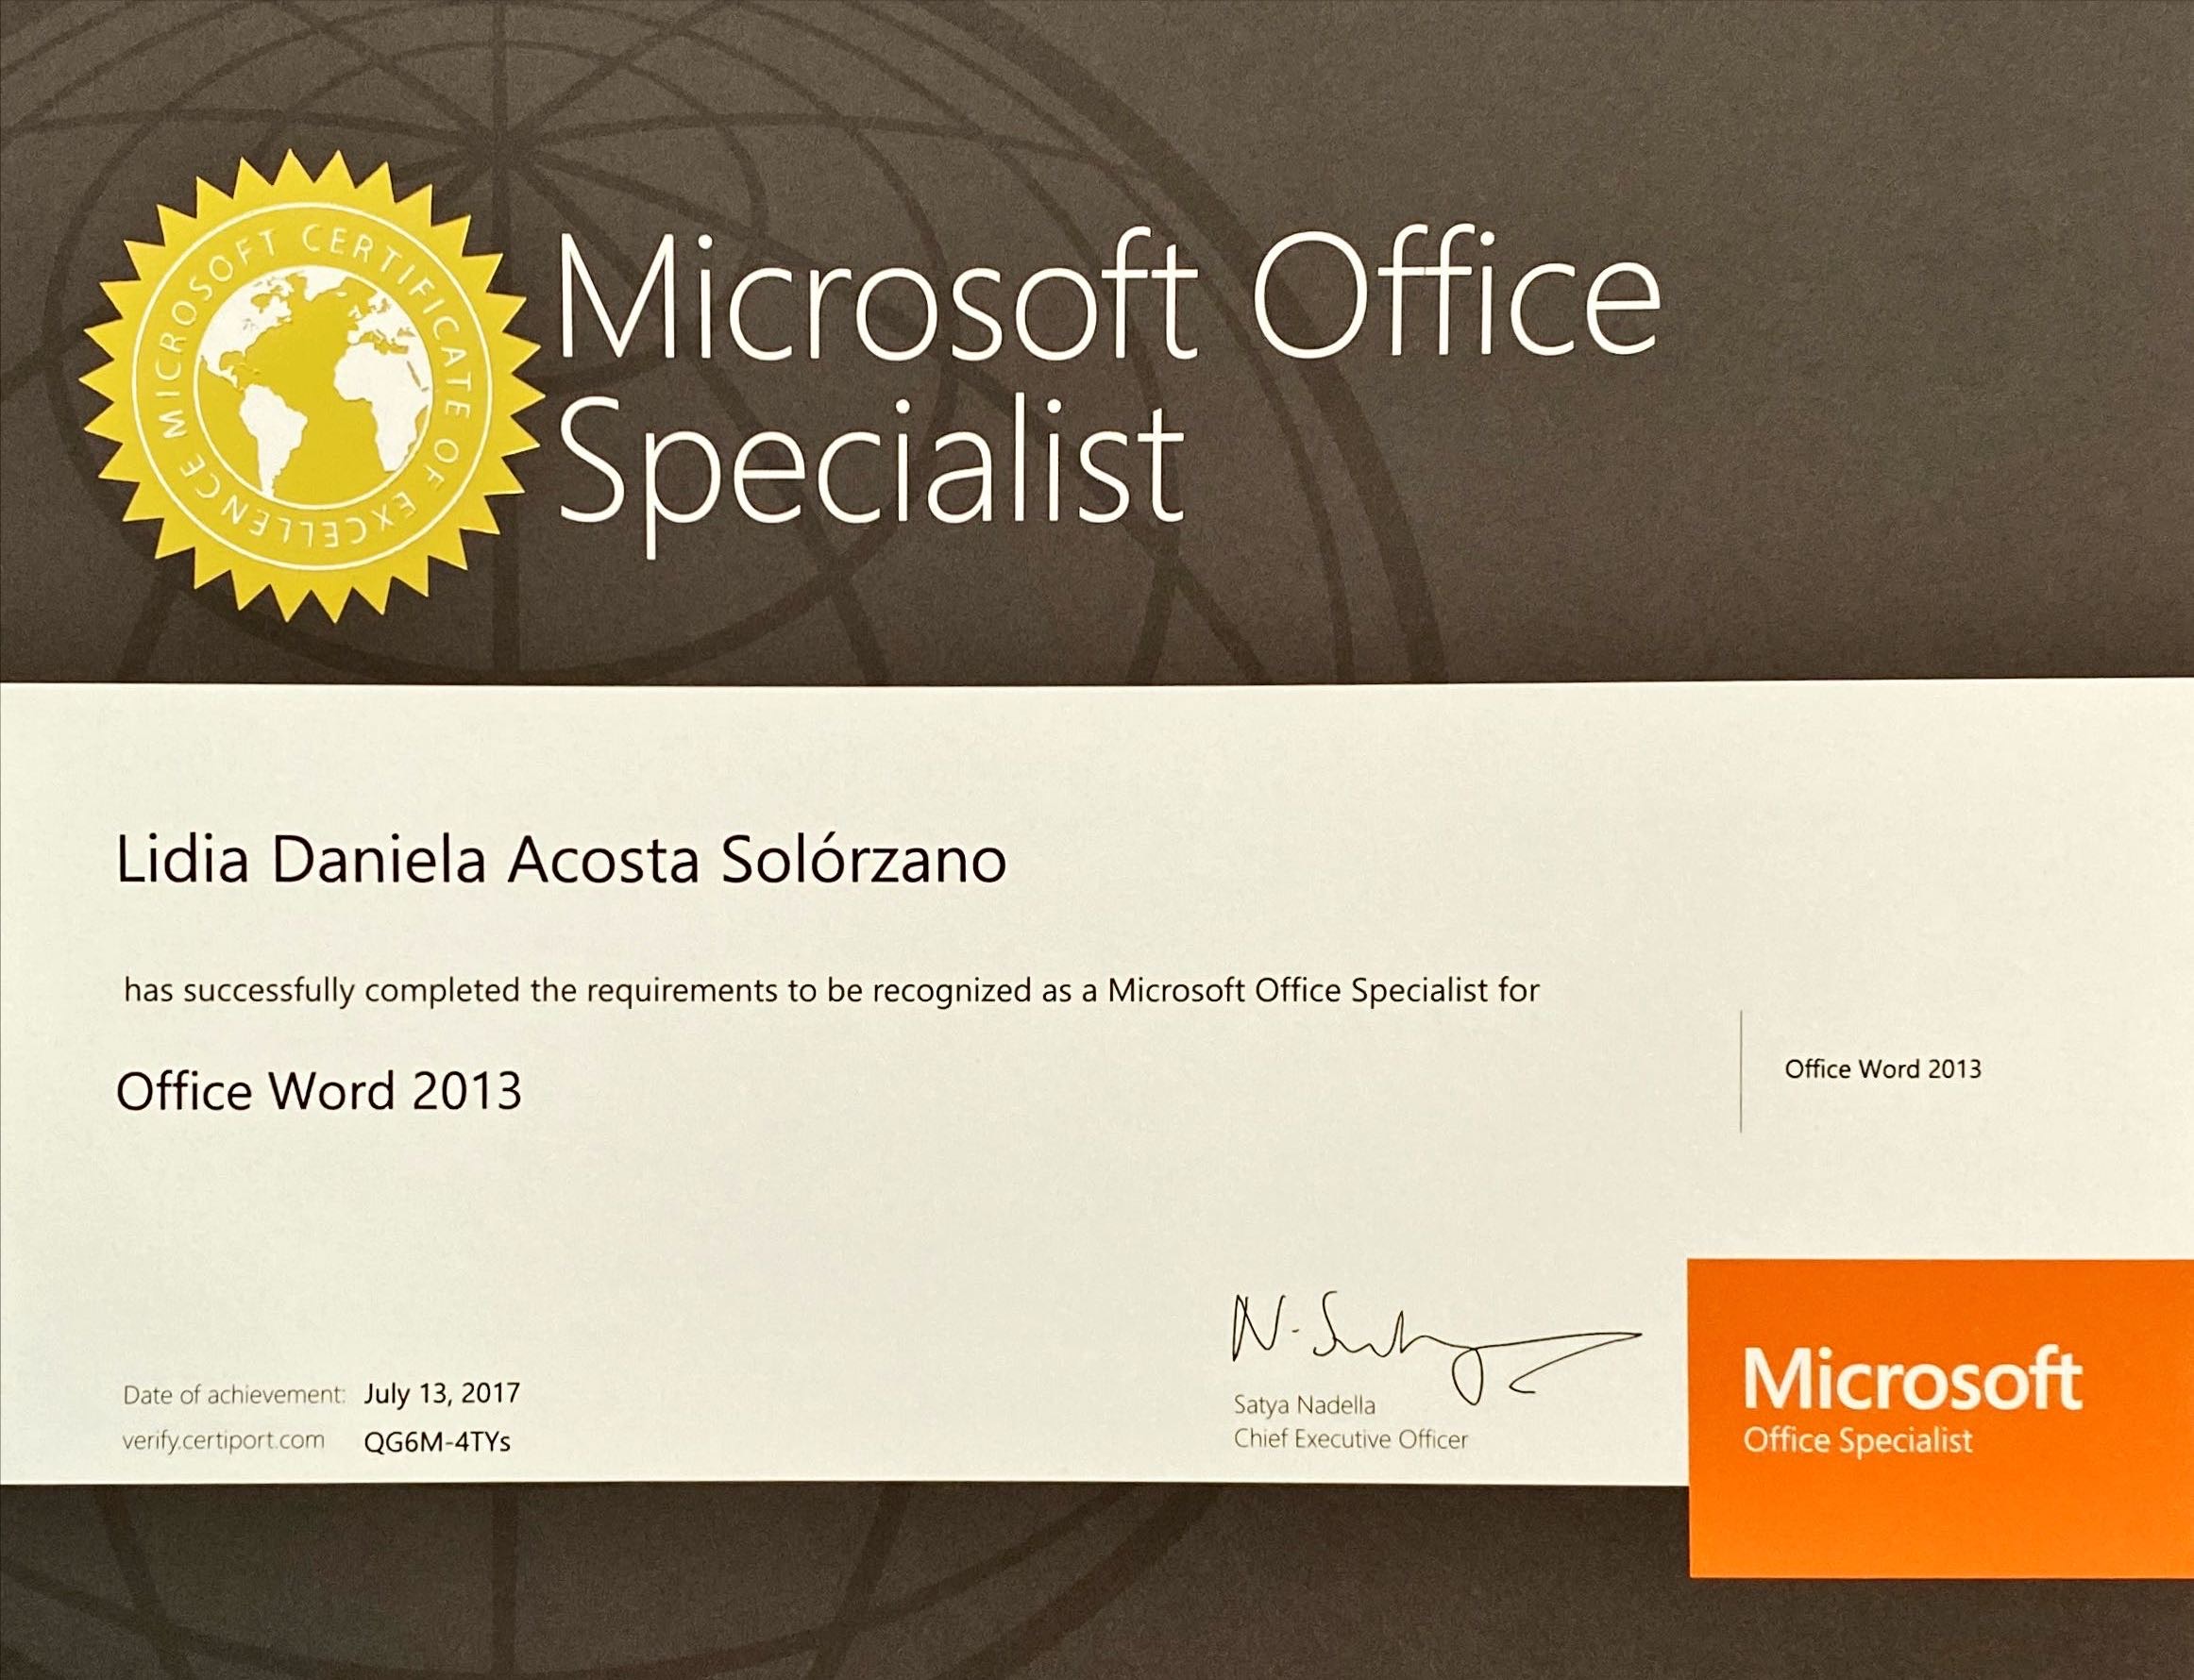 MICROSOFT CERTIFICATE OF EXCELLENCE
Microsoft Office
Specialist
Lidia Daniela Acosta Solórzano
has successfully completed the requirements to be recognized as a Microsoft Office Specialist for
Office Word 2013
Office Word 2013
Date of achievement: July 13, 2017
verify.certiport.com QG6M-4TYs
Satya Nadella
Chief Executive Officer
Microsoft
Office Specialist